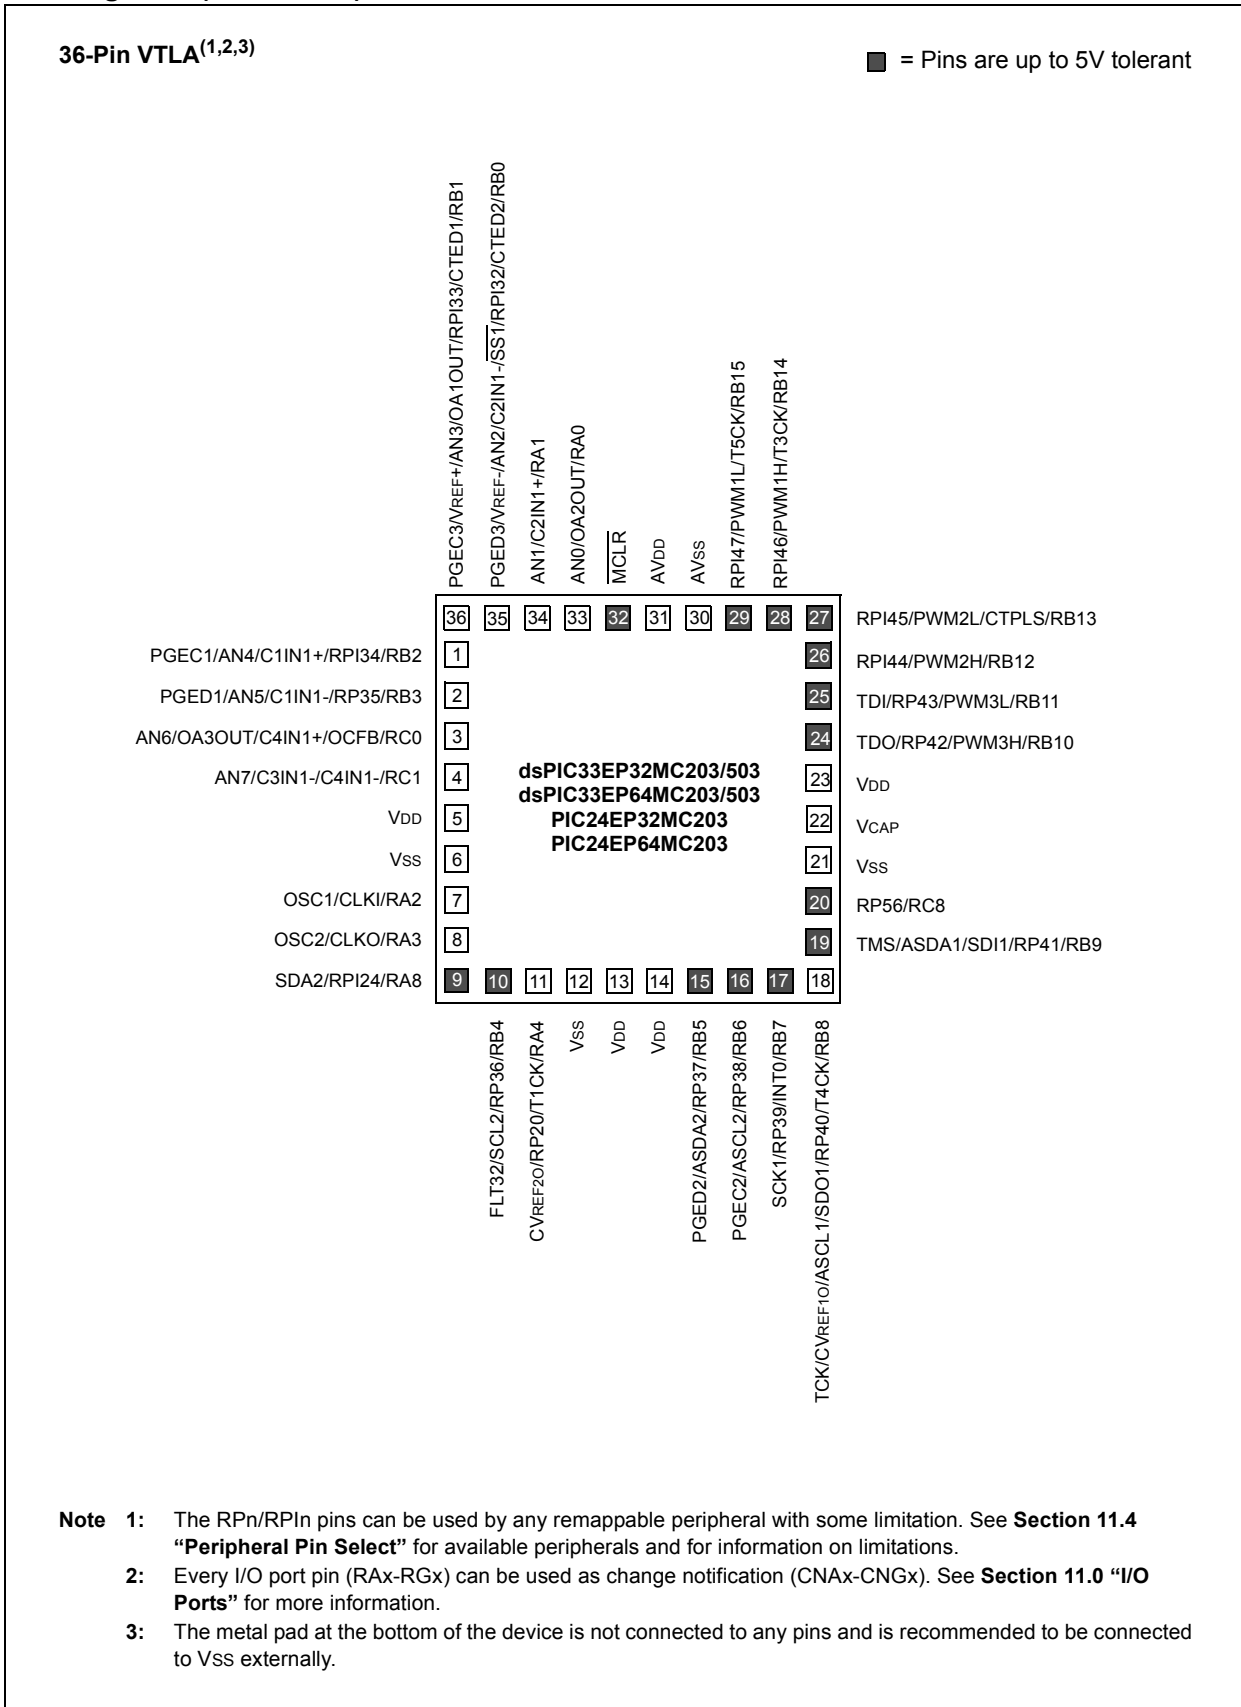 36-Pin VTLA(1,2,3)
= Pins are up to 5V tolerant
PGEC3/VREF+/AN3/OA1OUT/RPI33/CTED1/RB1
PGED3/VREF-/AN2/C2IN1-/SS1/RPI32/CTED2/RB0
AN1/C2IN1+/RA1
AN0/OA2OUT/RA0
MCLR
AVDD
AVSS
RPI47/PWM1L/T5CK/RB15
RPI46/PWM1H/T3CK/RB14
36 35 34 33 32 31 30 29 28 27 RPI45/PWM2L/CTPLS/RB13
PGEC1/AN4/C1IN1+/RPI34/RB2 1 26 RPI44/PWM2H/RB12
PGED1/AN5/C1IN1-/RP35/RB3 2 25 TDI/RP43/PWM3L/RB11
AN6/OA3OUT/C4IN1+/OCFB/RC0 3 24 TDO/RP42/PWM3H/RB10
AN7/C3IN1-/C4IN1-/RC1 4 23 VDD
dsPIC33EP32MC203/503
dsPIC33EP64MC203/503
PIC24EP32MC203
PIC24EP64MC203
VDD 5 22 VCAP
VSS 6 21 VSS
OSC1/CLKI/RA2 7 20 RP56/RC8
OSC2/CLKO/RA3 8 19 TMS/ASDA1/SDI1/RP41/RB9
SDA2/RPI24/RA8 9 10 11 12 13 14 15 16 17 18
FLT32/SCL2/RP36/RB4
CVREF2O/RP20/T1CK/RA4
VSS
VDD
VDD
PGED2/ASDA2/RP37/RB5
PGEC2/ASCL2/RP38/RB6
SCK1/RP39/INT0/RB7
TCK/CVREF1O/ASCL1/SDO1/RP40/T4CK/RB8
Note 1: The RPn/RPIn pins can be used by any remappable peripheral with some limitation. See Section 11.4
“Peripheral Pin Select” for available peripherals and for information on limitations.
2: Every I/O port pin (RAx-RGx) can be used as change notification (CNAx-CNGx). See Section 11.0 “I/O
Ports” for more information.
3: The metal pad at the bottom of the device is not connected to any pins and is recommended to be connected
to VSS externally.